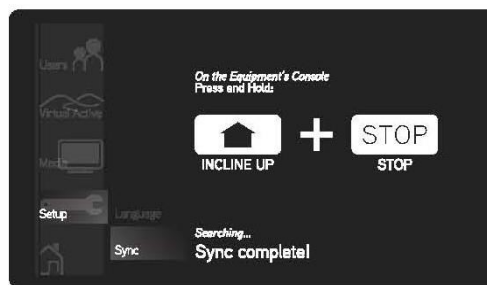 Users
Virtual Active
Media
Setup
Language
Sync
On the Equipment's Console
Press and Hold:
INCLINE UP
+
STOP
STOP
Searching...
Sync complete!